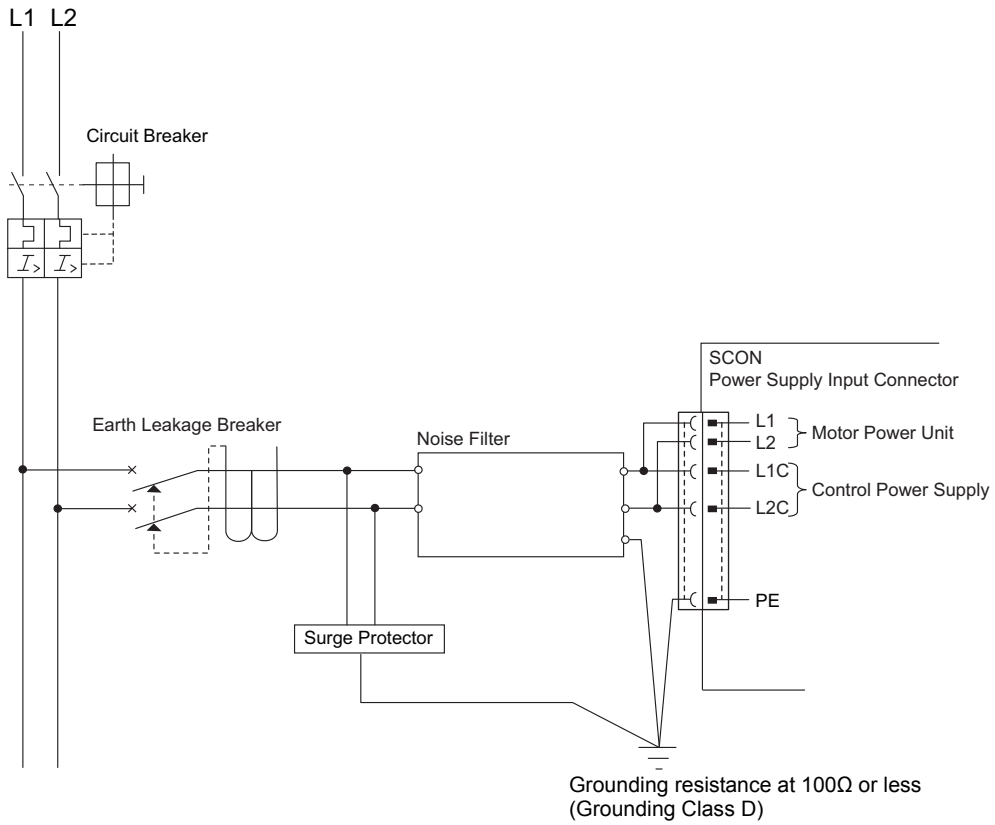 L1 L2
Circuit Breaker
I> I>
SCON
Power Supply Input Connector
Earth Leakage Breaker
Noise Filter
L1
L2
Motor Power Unit
L1C
L2C
Control Power Supply
PE
Surge Protector
Grounding resistance at 100Ω or less
(Grounding Class D)